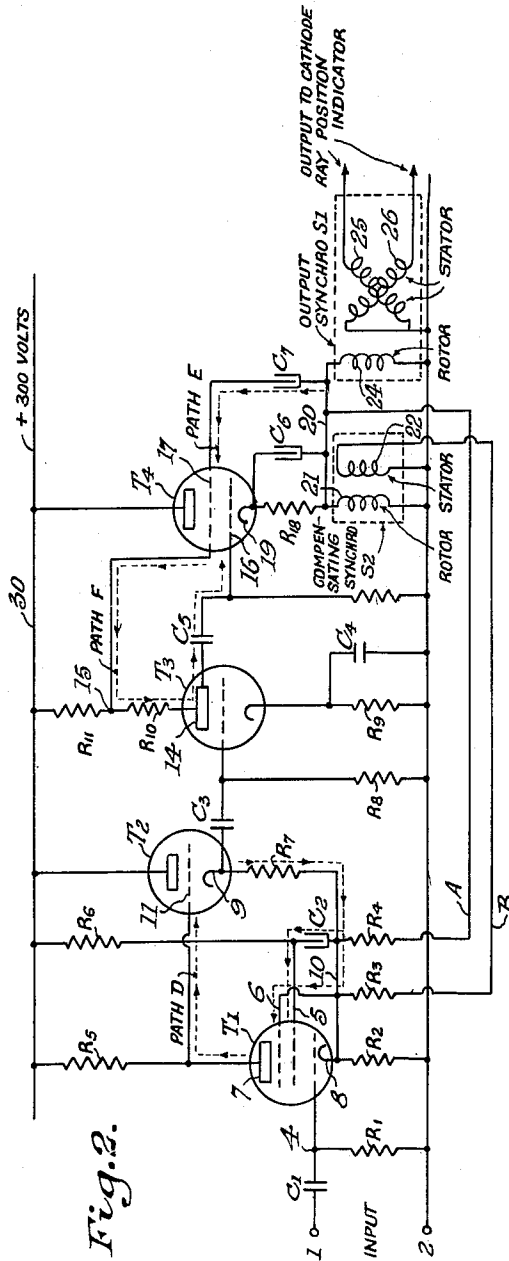 Fig.2.
30
+ 300 VOLTS
R5
R6
R11
15
PATH F
T4
17
PATH E
PATH D
T2
11
T1
7
6
5
8
9
R7
C2
10
4
C1
R1
R2
R3
R4
C3
R8
14
R10
T3
C5
R9
C4
16
19
R18
C6
C7
20
COMPEN-
SATING
SYNCHRO
S2
21
22
ROTOR
STATOR
OUTPUT
SYNCHRO S1
24
25
26
ROTOR
STATOR
OUTPUT TO CATHODE
RAY POSITION
INDICATOR
1
INPUT
2
A
B